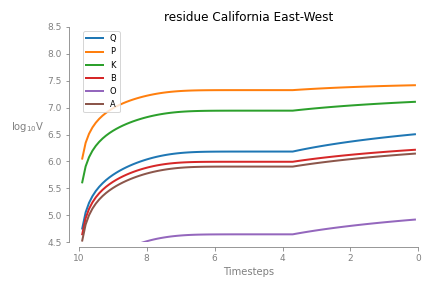 residue California East-West
8.5
8.0
7.5
7.0
6.5
6.0
5.5
5.0
4.5
log₁₀V
Q
P
K
B
O
A
10 8 6 4 2 0
Timesteps